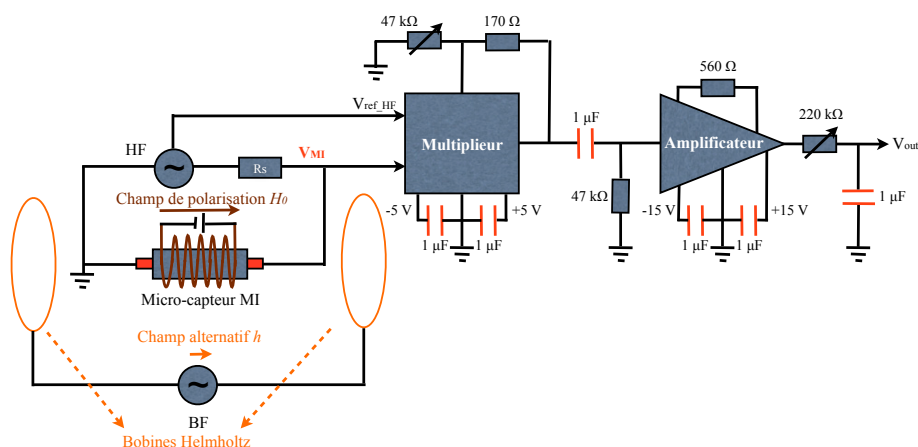 47 kΩ
170 Ω
560 Ω
V_ref_HF
1 µF
220 kΩ
HF
~
V_MI
Multiplieur
Amplificateur
V_out
Rs
Champ de polarisation H_0
-5 V
+5 V
47 kΩ
-15 V
+15 V
1 µF
1 µF
1 µF
1 µF
1 µF
Micro-capteur MI
Champ alternatif h
~
BF
Bobines Helmholtz